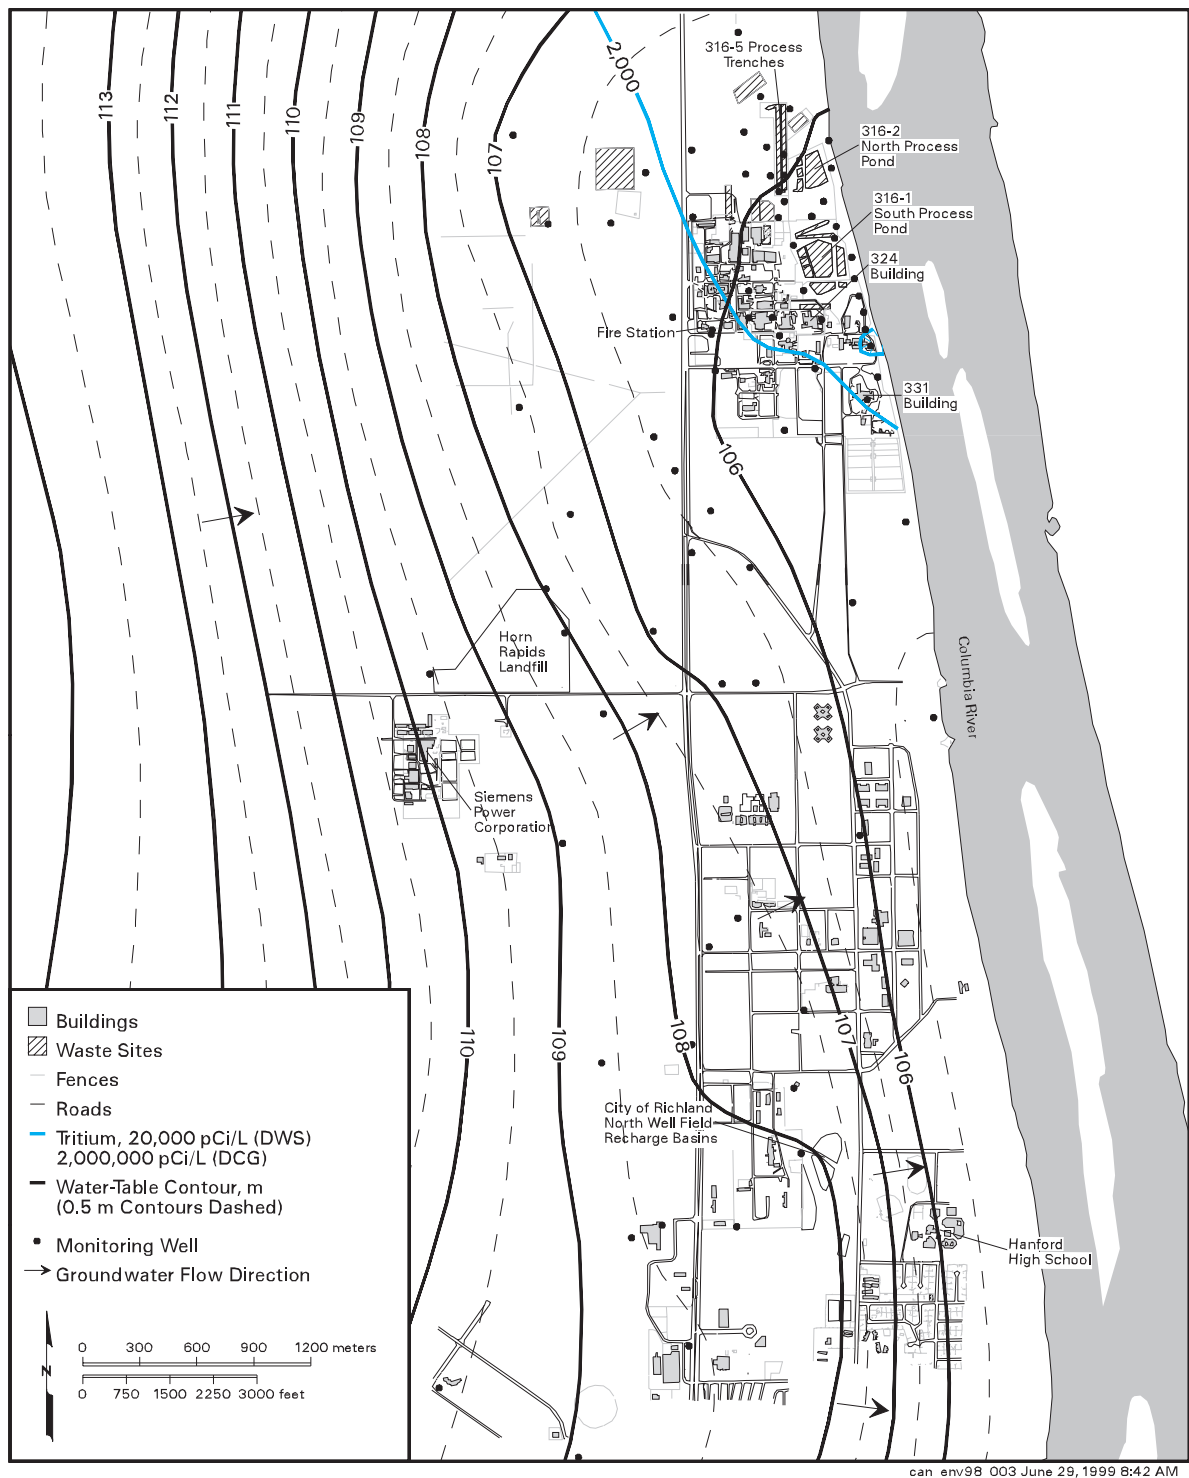 316-5 Process
Trenches
2,000
113
112
111
110
109
108
107
316-2
North Process
Pond
316-1
South Process
Pond
324
Building
Fire Station
331
Building
106
Horn
Rapids
Landfill
Columbia River
Siemens
Power
Corporation
110
109
108
107
106
City of Richland
North Well Field
Recharge Basins
Hanford
High School
Buildings
Waste Sites
Fences
Roads
Tritium, 20,000 pCi/L (DWS)
2,000,000 pCi/L (DCG)
Water-Table Contour, m
(0.5 m Contours Dashed)
Monitoring Well
Groundwater Flow Direction
N
0 300 600 900 1200 meters
0 750 1500 2250 3000 feet
can_env98_003 June 29, 1999 8:42 AM